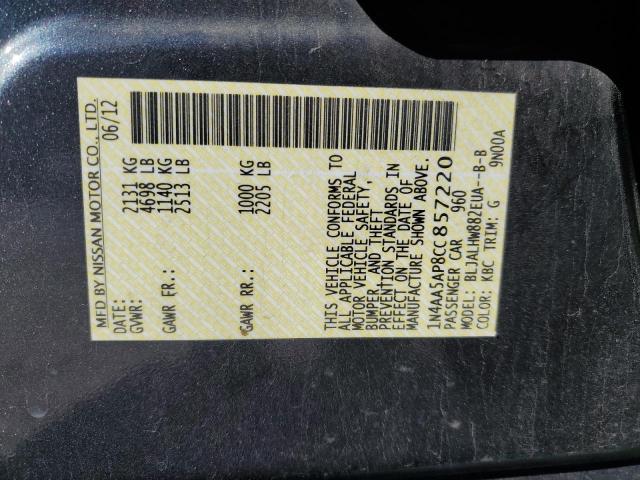 MFD BY NISSAN MOTOR CO., LTD.
DATE: 06/12
GVWR: 2131 KG
4698 LB
GAWR FR.: 1140 KG
2513 LB
GAWR RR.: 1000 KG
2205 LB
THIS VEHICLE CONFORMS TO
ALL APPLICABLE FEDERAL
MOTOR VEHICLE SAFETY,
BUMPER, AND THEFT
PREVENTION STANDARDS IN
EFFECT ON THE DATE OF
MANUFACTURE SHOWN ABOVE.
1N4AA5AP8CC857220
PASSENGER CAR 960
MODEL: BLJALHW882EUA--B-B
COLOR: KBC TRIM: G 9N00A